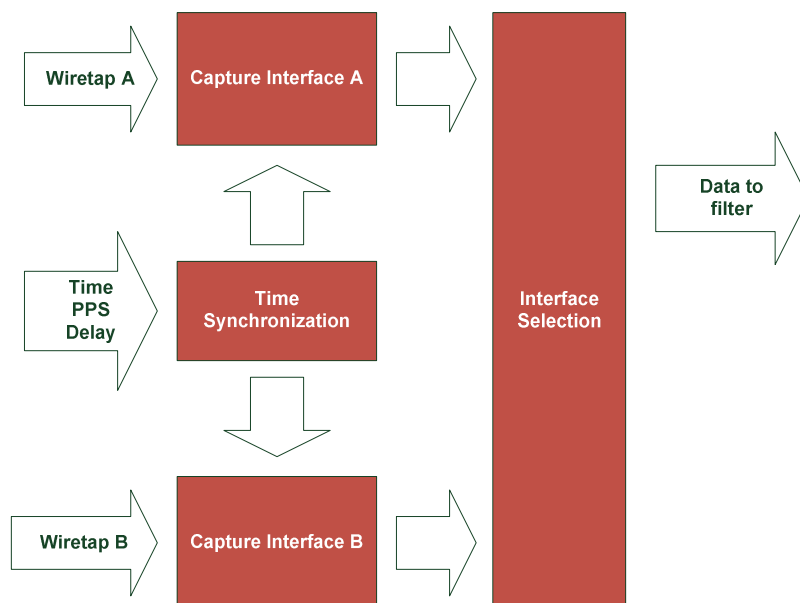 Wiretap A
Capture Interface A
Data to
filter
Time
PPS
Delay
Time
Synchronization
Interface
Selection
Wiretap B
Capture Interface B